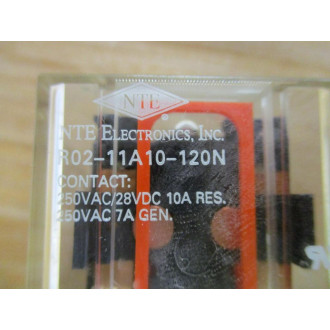 NTE
NTE ELECTRONICS, INC.
R02-11A10-120N
CONTACT:
250VAC/28VDC 10A RES.
250VAC 7A GEN.